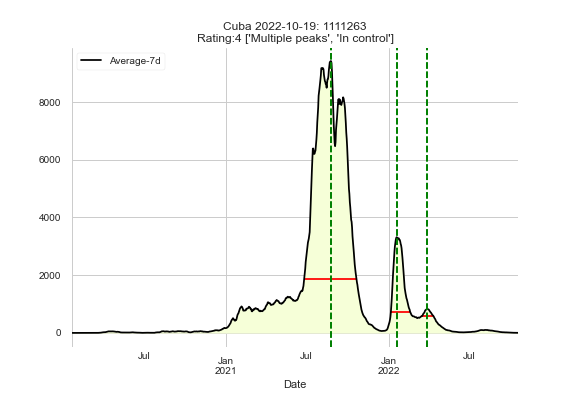 Cuba 2022-10-19: 1111263
Rating:4 ['Multiple peaks', 'In control']
Average-7d
8000
6000
4000
2000
0
Jul
Jan
2021
Jul
Jan
2022
Jul
Date